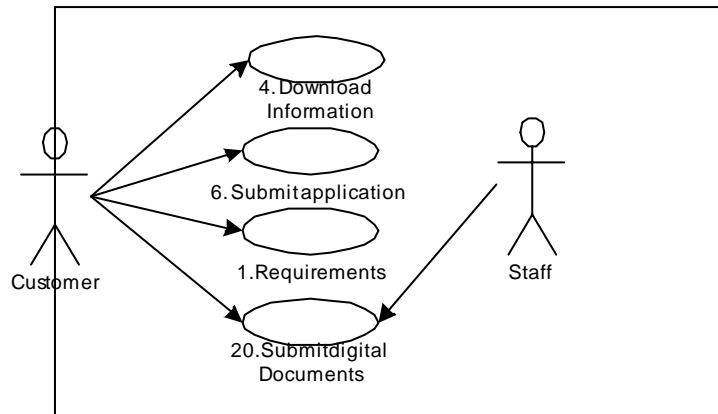 4.Download
Information
6.Submitapplication
1.Requirements
Customer
Staff
20.Submitdigital
Documents